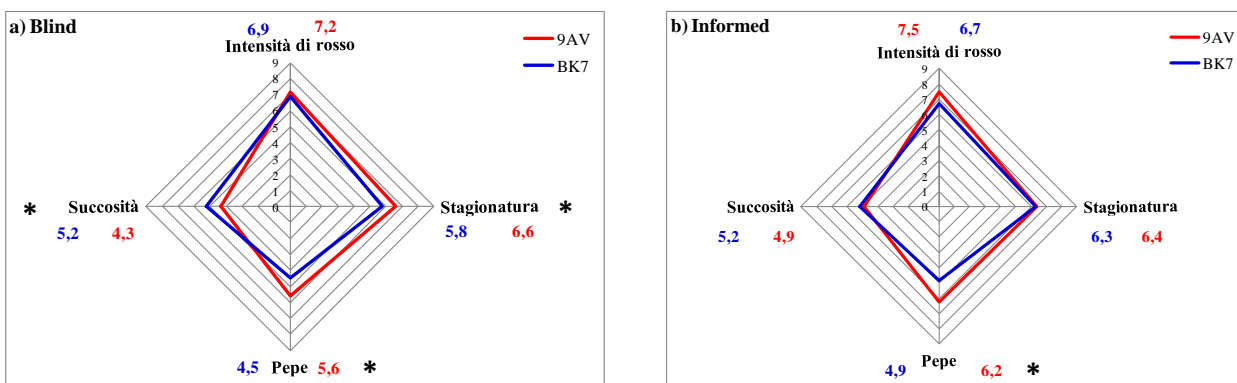 a) Blind
6,9 7,2
Intensità di rosso
9AV
BK7
9
8
7
6
5
4
3
2
1
0
* Succosità
5,2 4,3
Stagionatura *
5,8 6,6
4,5 Pepe 5,6 *
b) Informed
7,5 6,7
Intensità di rosso
9AV
BK7
9
8
7
6
5
4
3
2
1
0
Succosità
5,2 4,9
Stagionatura
6,3 6,4
Pepe
4,9 6,2 *